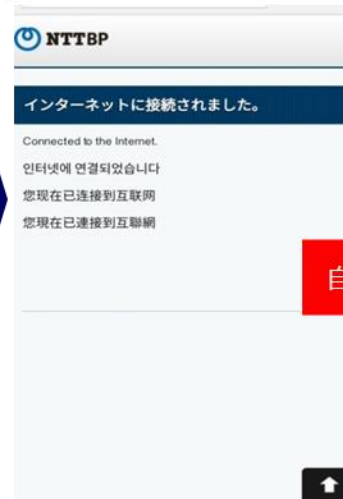 NTTBP
インターネットに接続されました。
Connected to the Internet.
인터넷에 연결되었습니다
您现在已连接到互联网
您現在已連接到互聯網
自